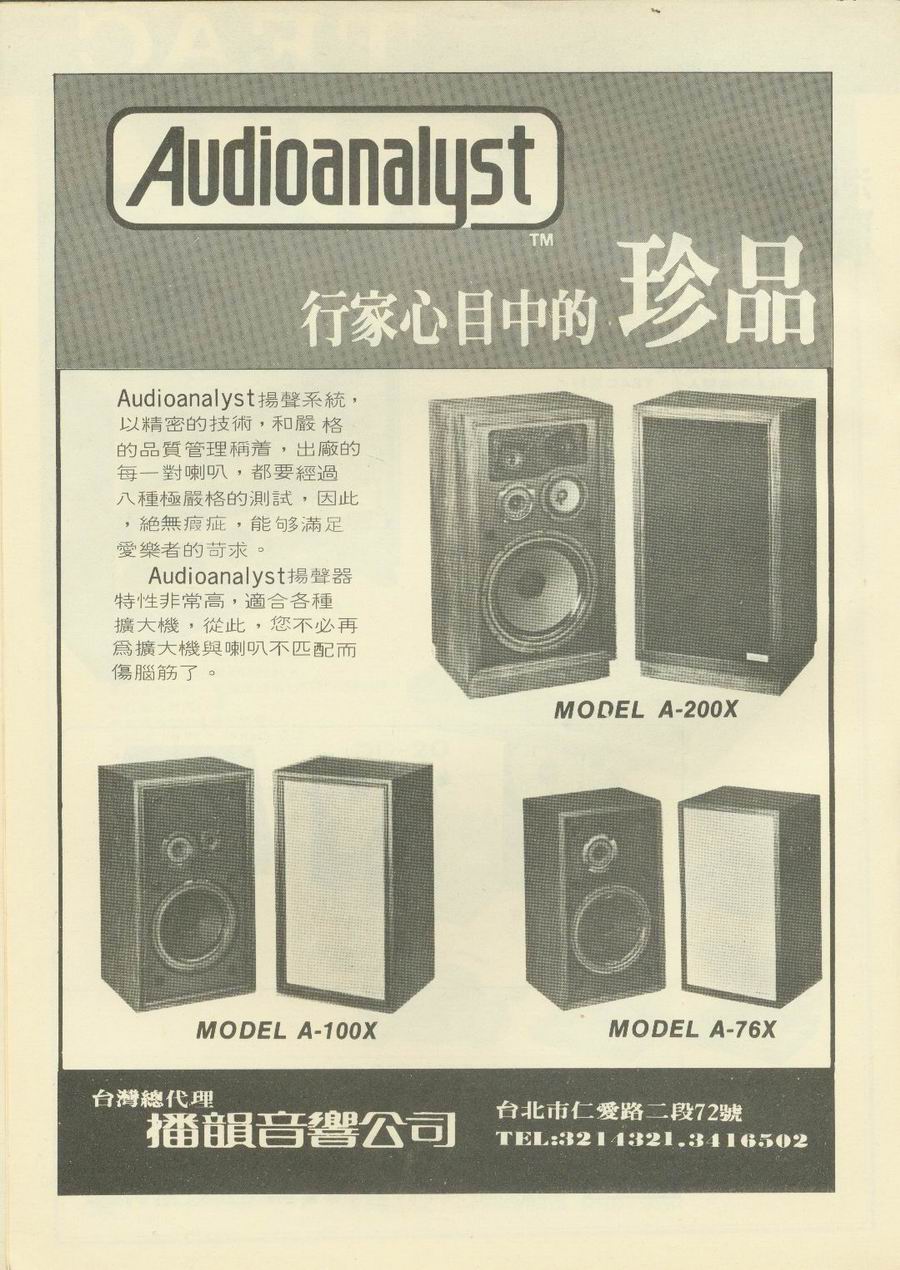 Audioanalyst
TM
行家心目中的 珍品
Audioanalyst揚聲系統，
以精密的技術，和嚴格
的品質管理稱着，出廠的
每一對喇叭，都要經過
八種極嚴格的測試，因此
，絕無瑕疵，能够滿足
愛樂者的苛求。
Audioanalyst揚聲器
特性非常高，適合各種
擴大機，從此，您不必再
爲擴大機與喇叭不匹配而
傷腦筋了。
MODEL A-200X
MODEL A-100X
MODEL A-76X
台灣總代理
播韻音響公司
台北市仁愛路二段72號
TEL:3214321.3416502